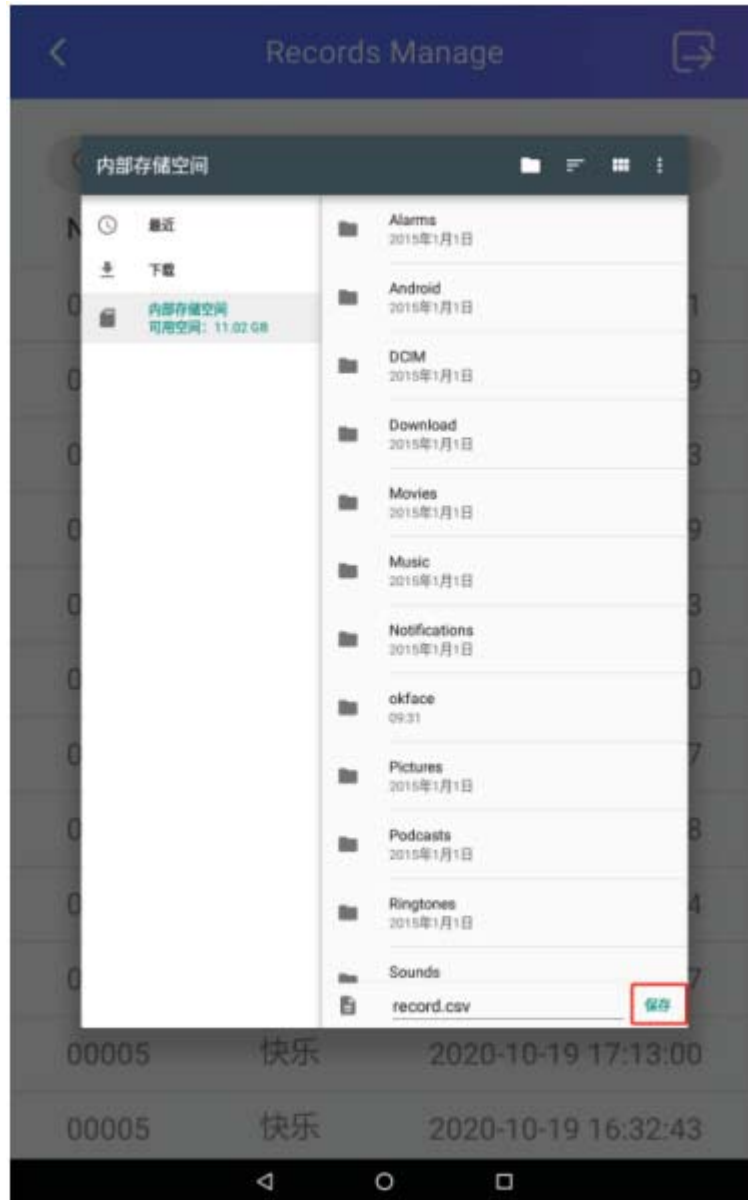 Records Manage
内部存储空间
最近
下载
内部存储空间
可用空间：11.02 GB
Alarms
2015年1月1日
Android
2015年1月1日
DCIM
2015年1月1日
Download
2015年1月1日
Movies
2015年1月1日
Music
2015年1月1日
Notifications
2015年1月1日
okface
09:31
Pictures
2015年1月1日
Podcasts
2015年1月1日
Ringtones
2015年1月1日
Sounds
record.csv 保存
00005 快乐 2020-10-19 17:13:00
00005 快乐 2020-10-19 16:32:43